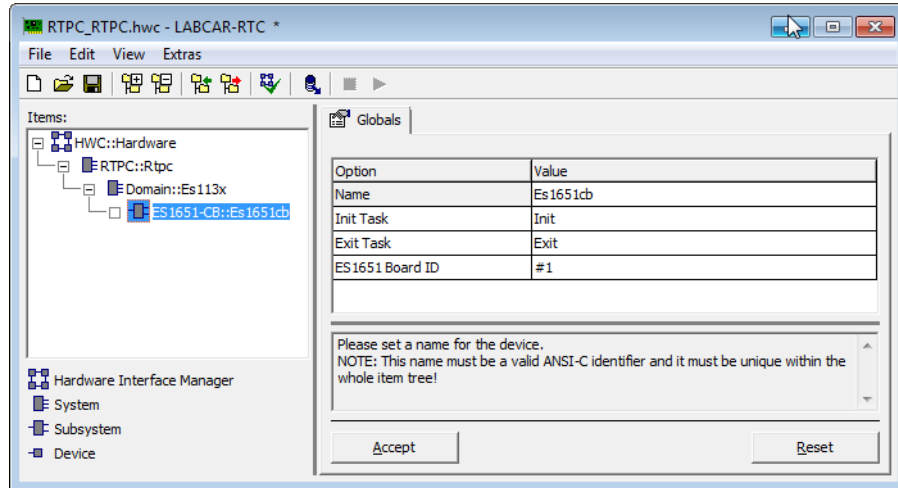 RTPC_RTPC.hwc - LABCAR-RTC *
File Edit View Extras
Items:
HWC::Hardware
RTPC::Rtpc
Domain::Es113x
ES1651-CB::Es1651cb
Hardware Interface Manager
System
Subsystem
Device
Globals
Option Value
Name Es1651cb
Init Task Init
Exit Task Exit
ES1651 Board ID #1
Please set a name for the device.
NOTE: This name must be a valid ANSI-C identifier and it must be unique within the
whole item tree!
Accept Reset